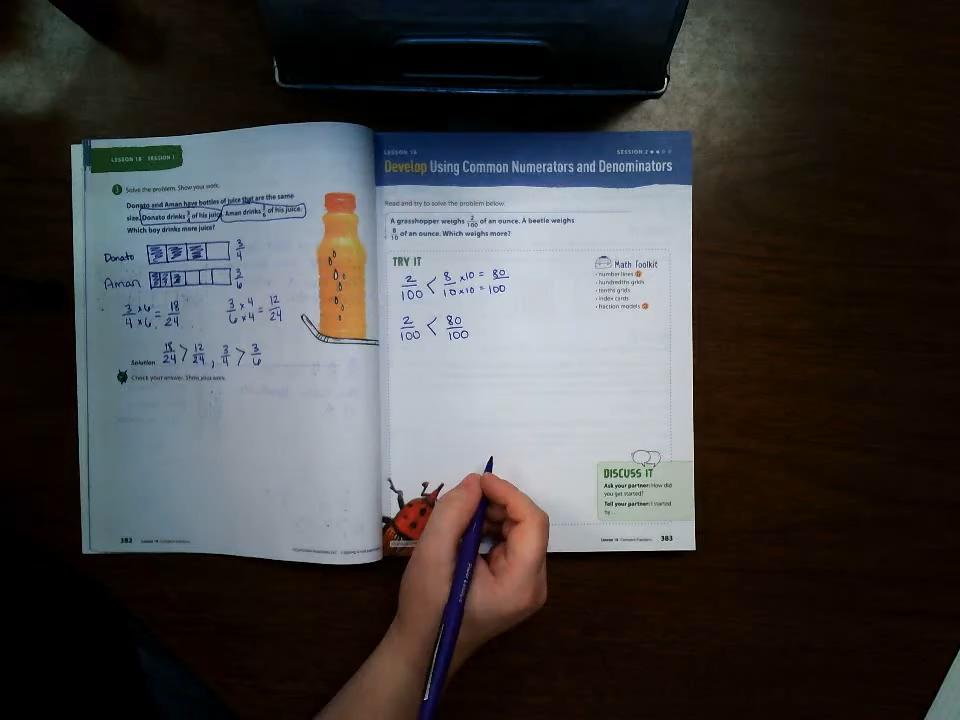 LESSON 18 SESSION 1
1 Solve the problem. Show your work.
Donato and Aman have bottles of juice that are the same
size. Donato drinks 3/4 of his juice. Aman drinks 3/6 of his juice.
Which boy drinks more juice?
Donato 3/4
Aman 3/6
3/4 × 6/6 = 18/24 3/6 × 4/4 = 12/24
Solution 18/24 > 12/24, 3/4 > 3/6
Check your answer. Show your work.
382
LESSON 18 SESSION 2
Develop Using Common Numerators and Denominators
Read and try to solve the problem below.
A grasshopper weighs 2/100 of an ounce. A beetle weighs
8/10 of an ounce. Which weighs more?
TRY IT
2/100 < 8/10 ×10/×10 = 80/=100
2/100 < 80/100
Math Toolkit
• number lines
• hundredths grids
• tenths grids
• index cards
• fraction models
DISCUSS IT
Ask your partner: How did
you get started?
Tell your partner: I started
by...
383